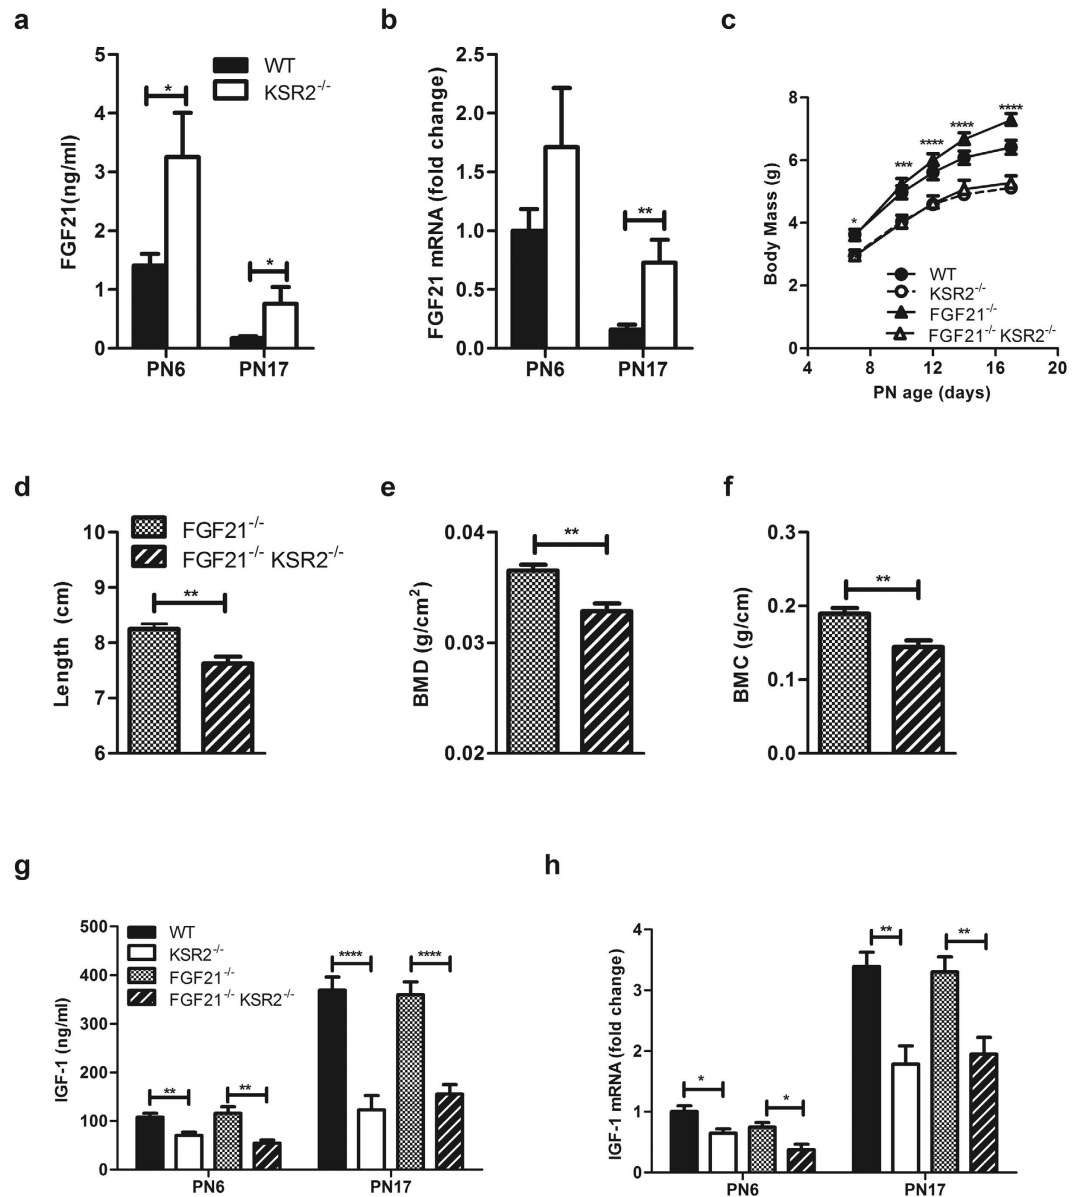 a
b
c
5
4
3
2
1
0
FGF21(ng/ml)
*
*
WT
KSR2-/-
PN6
PN17
2.5
2.0
1.5
1.0
0.5
0.0
FGF21 mRNA (fold change)
**
PN6
PN17
8
6
4
2
0
Body Mass (g)
*
***
****
****
****
WT
KSR2-/-
FGF21-/-
FGF21-/- KSR2-/-
4
8
12
16
20
PN age (days)
d
e
f
10
9
8
7
6
Length (cm)
FGF21-/-
FGF21-/- KSR2-/-
**
0.04
0.03
0.02
BMD (g/cm2)
**
0.3
0.2
0.1
0.0
BMC (g/cm)
**
g
h
500
400
300
200
100
0
IGF-1 (ng/ml)
WT
KSR2-/-
FGF21-/-
FGF21-/- KSR2-/-
**
**
****
****
PN6
PN17
4
3
2
1
0
IGF-1 mRNA (fold change)
*
*
**
**
PN6
PN17